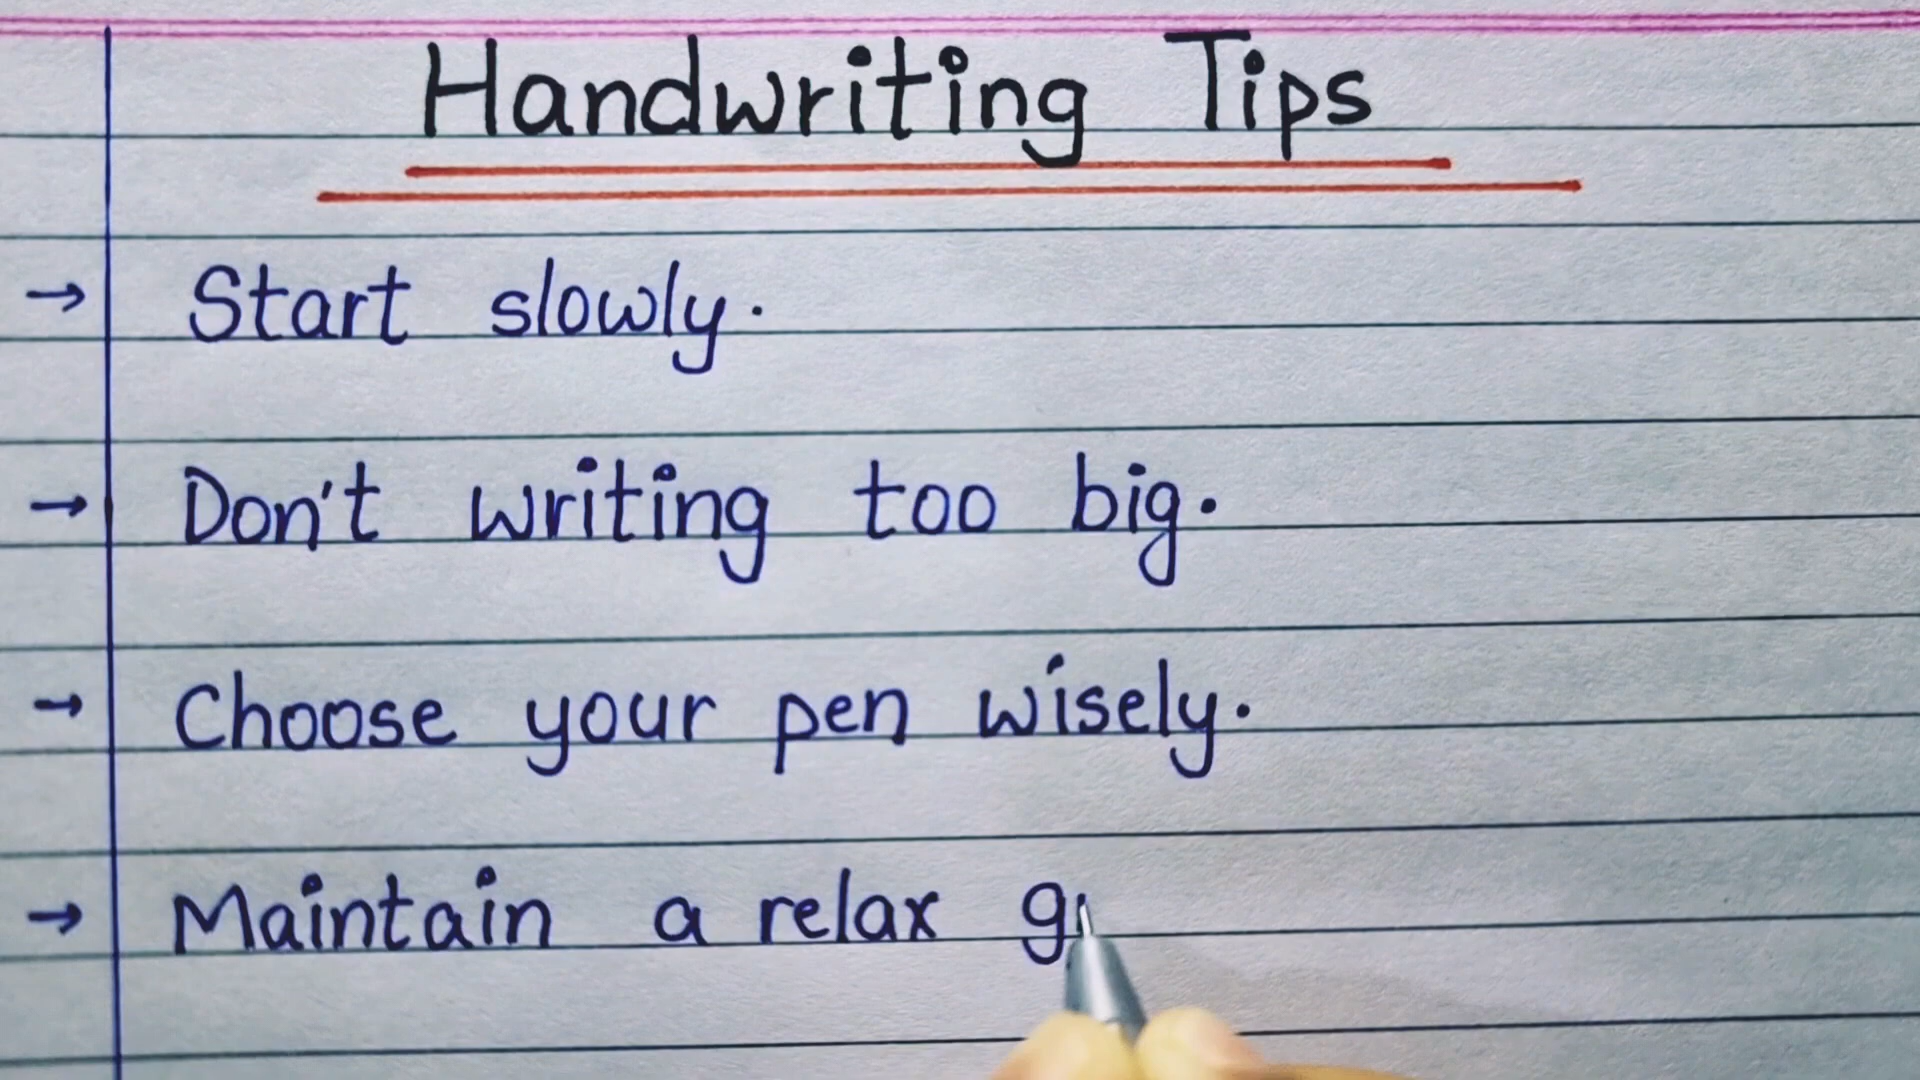 Handwriting Tips
→ Start slowly.
→ Don't writing too big.
→ Choose your pen wisely.
→ Maintain a relax